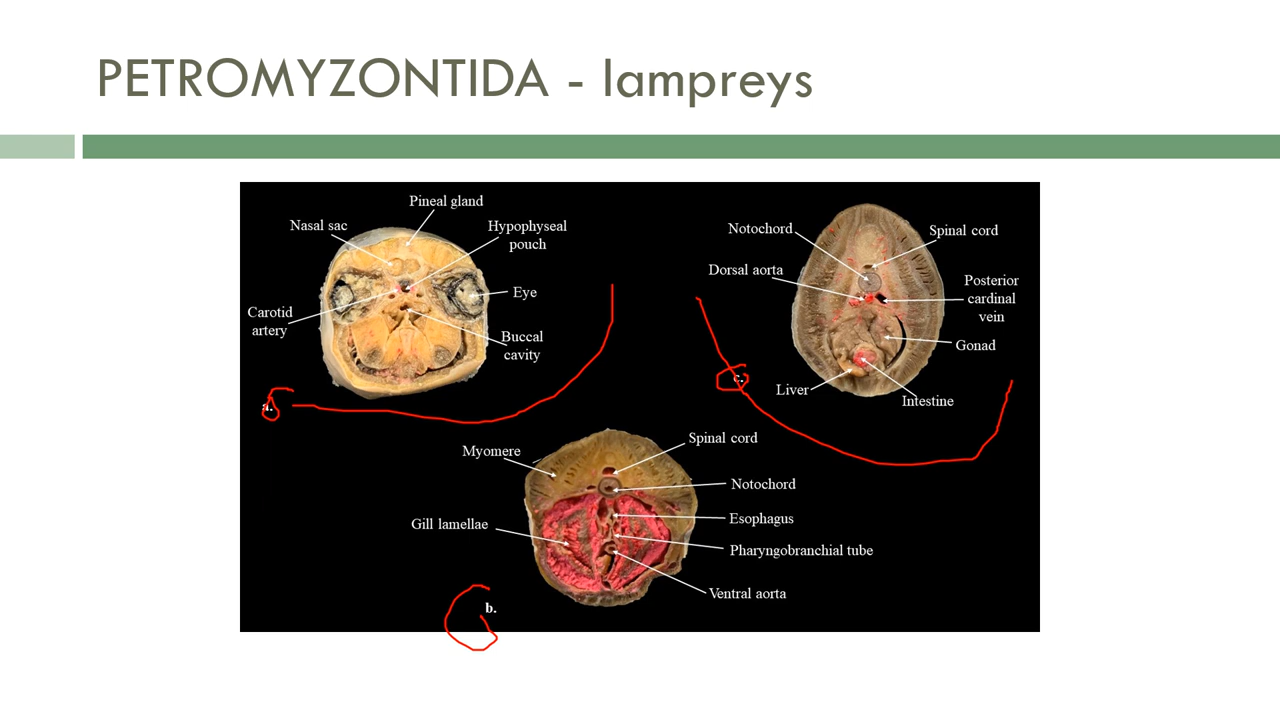 PETROMYZONTIDA - lampreys
Pineal gland
Nasal sac
Hypophyseal
pouch
Eye
Carotid
artery
Buccal
cavity
a.
Notochord
Spinal cord
Dorsal aorta
Posterior
cardinal
vein
Gonad
Liver
Intestine
c.
Myomere
Spinal cord
Notochord
Gill lamellae
Esophagus
Pharyngobranchial tube
Ventral aorta
b.